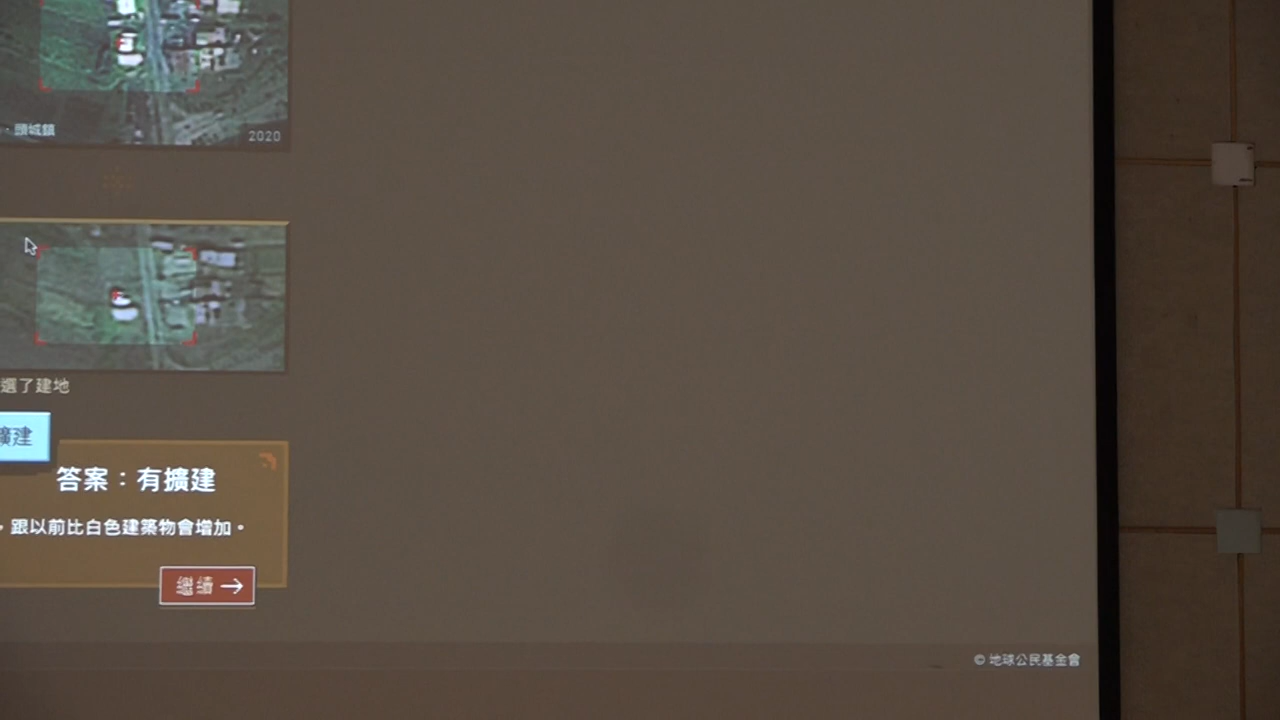 · 頭城鎮
2020
選了建地
擴建
答案：有擴建
，跟以前比白色建築物會增加。
繼續 →
© 地球公民基金會